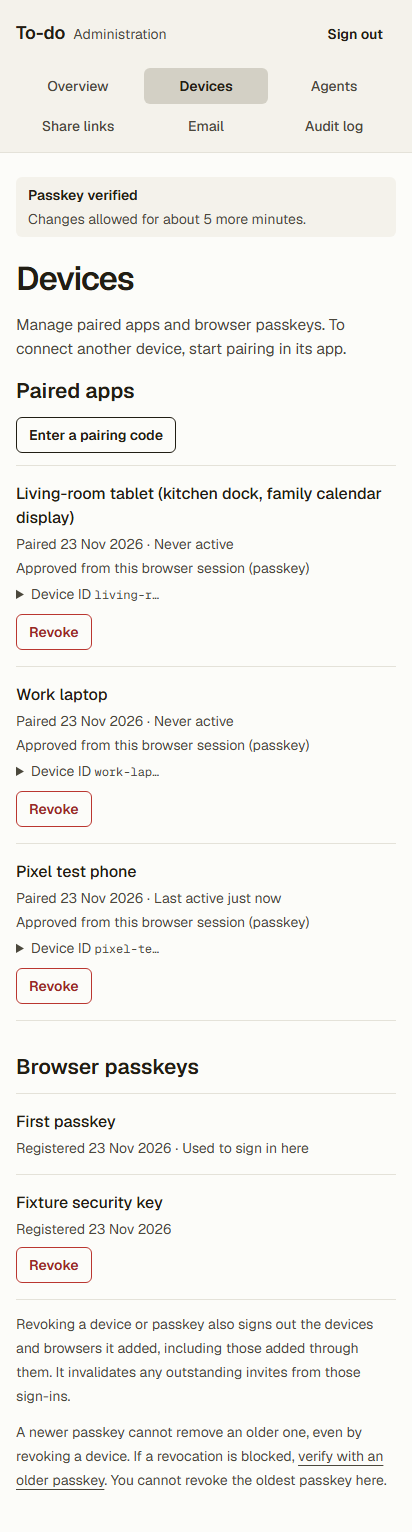 To-do Administration Sign out
Overview Devices Agents
Share links Email Audit log
Passkey verified
Changes allowed for about 5 more minutes.
Devices
Manage paired apps and browser passkeys. To
connect another device, start pairing in its app.
Paired apps
Enter a pairing code
Living-room tablet (kitchen dock, family calendar
display)
Paired 23 Nov 2026 · Never active
Approved from this browser session (passkey)
Device ID living-r…
Revoke
Work laptop
Paired 23 Nov 2026 · Never active
Approved from this browser session (passkey)
Device ID work-lap…
Revoke
Pixel test phone
Paired 23 Nov 2026 · Last active just now
Approved from this browser session (passkey)
Device ID pixel-te…
Revoke
Browser passkeys
First passkey
Registered 23 Nov 2026 · Used to sign in here
Fixture security key
Registered 23 Nov 2026
Revoke
Revoking a device or passkey also signs out the devices
and browsers it added, including those added through
them. It invalidates any outstanding invites from those
sign-ins.
A newer passkey cannot remove an older one, even by
revoking a device. If a revocation is blocked, verify with an
older passkey. You cannot revoke the oldest passkey here.